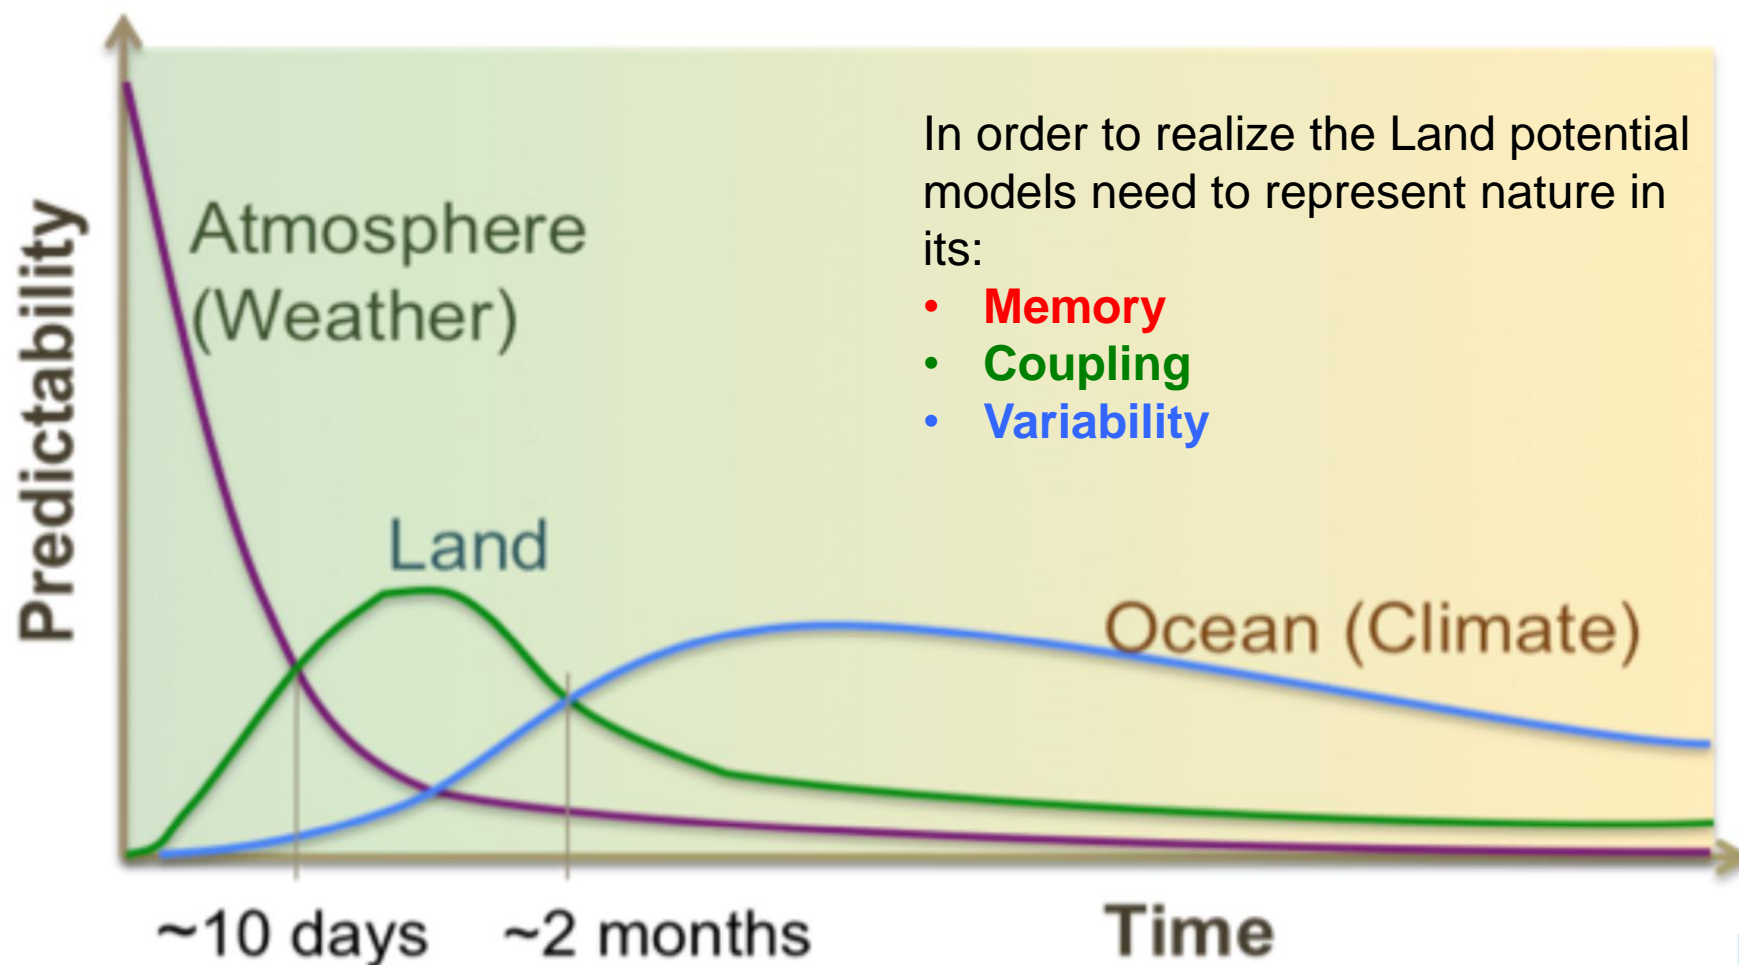 Predictability
Atmosphere
(Weather)
In order to realize the Land potential
models need to represent nature in
its:
• Memory
• Coupling
• Variability
Land
Ocean (Climate)
~10 days
~2 months
Time